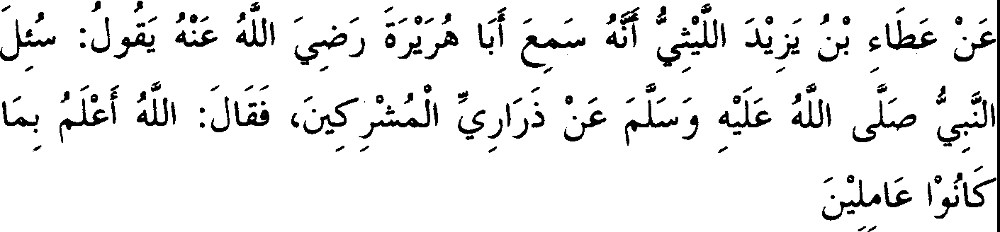 عَنْ عَطَاءِ بْنُ يَزِيْدَ اللَّيْثِيُّ أَنَّهُ سَمِعَ أَبَا هُرَيْرَةَ رَضِيَ اللَّهُ عَنْهُ يَقُولُ: سُئِلَ
النَّبِيُّ صَلَّى اللَّهُ عَلَيْهِ وَسَلَّمَ عَنْ ذَرَارِيِّ الْمُشْرِكِينَ، فَقَالَ: اللَّهُ أَعْلَمُ بِمَا
كَانُوْا عَامِلِيْنَ